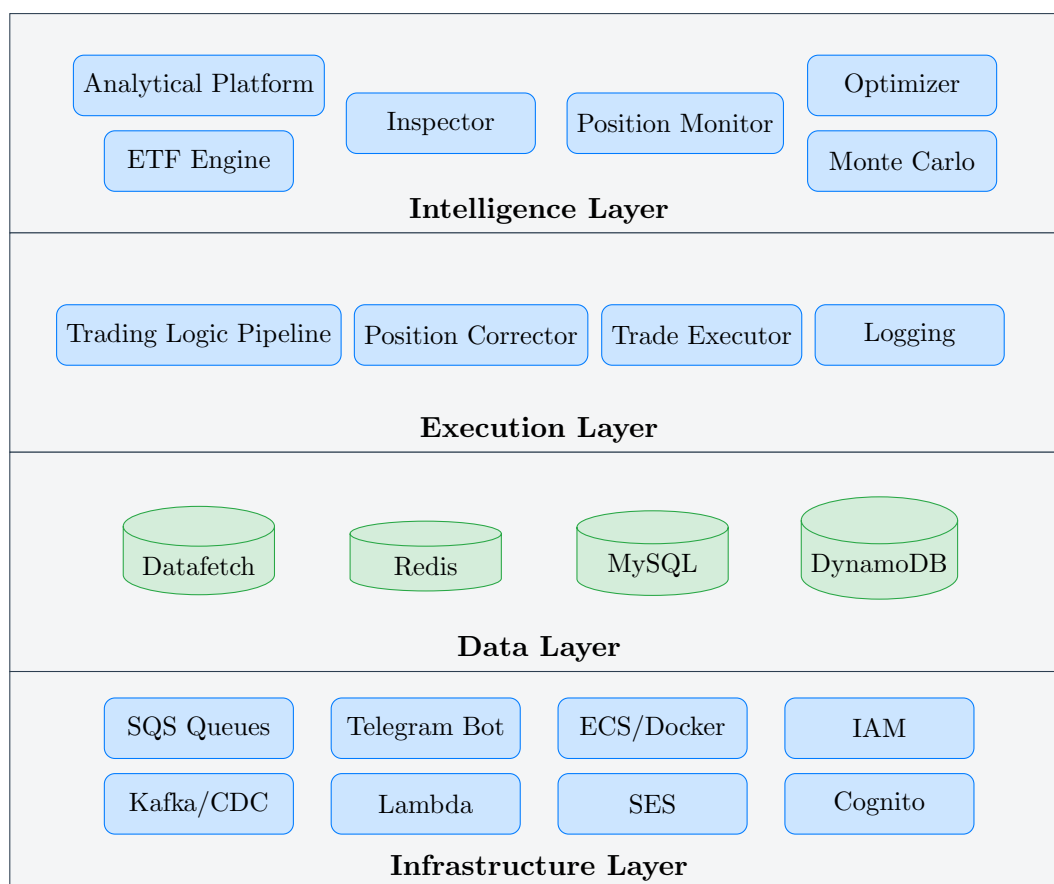 Analytical Platform
Optimizer
Inspector
Position Monitor
ETF Engine
Monte Carlo
Intelligence Layer
Trading Logic Pipeline
Position Corrector
Trade Executor
Logging
Execution Layer
Datafetch
Redis
MySQL
DynamoDB
Data Layer
SQS Queues
Telegram Bot
ECS/Docker
IAM
Kafka/CDC
Lambda
SES
Cognito
Infrastructure Layer